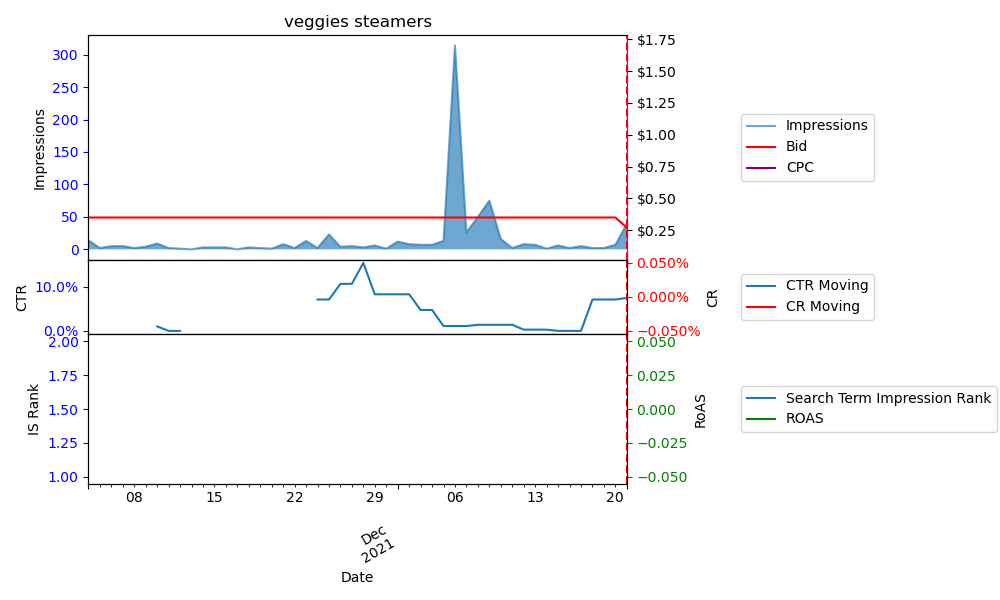 veggies steamers
300
250
200
150
100
50
0
Impressions
$1.75
$1.50
$1.25
$1.00
$0.75
$0.50
$0.25
Impressions
Bid
CPC
10.0%
0.0%
CTR
0.050%
0.000%
−0.050%
CR
CTR Moving
CR Moving
2.00
1.75
1.50
1.25
1.00
IS Rank
0.050
0.025
0.000
−0.025
−0.050
RoAS
Search Term Impression Rank
ROAS
08 15 22 29 06 13 20
Dec
2021
Date